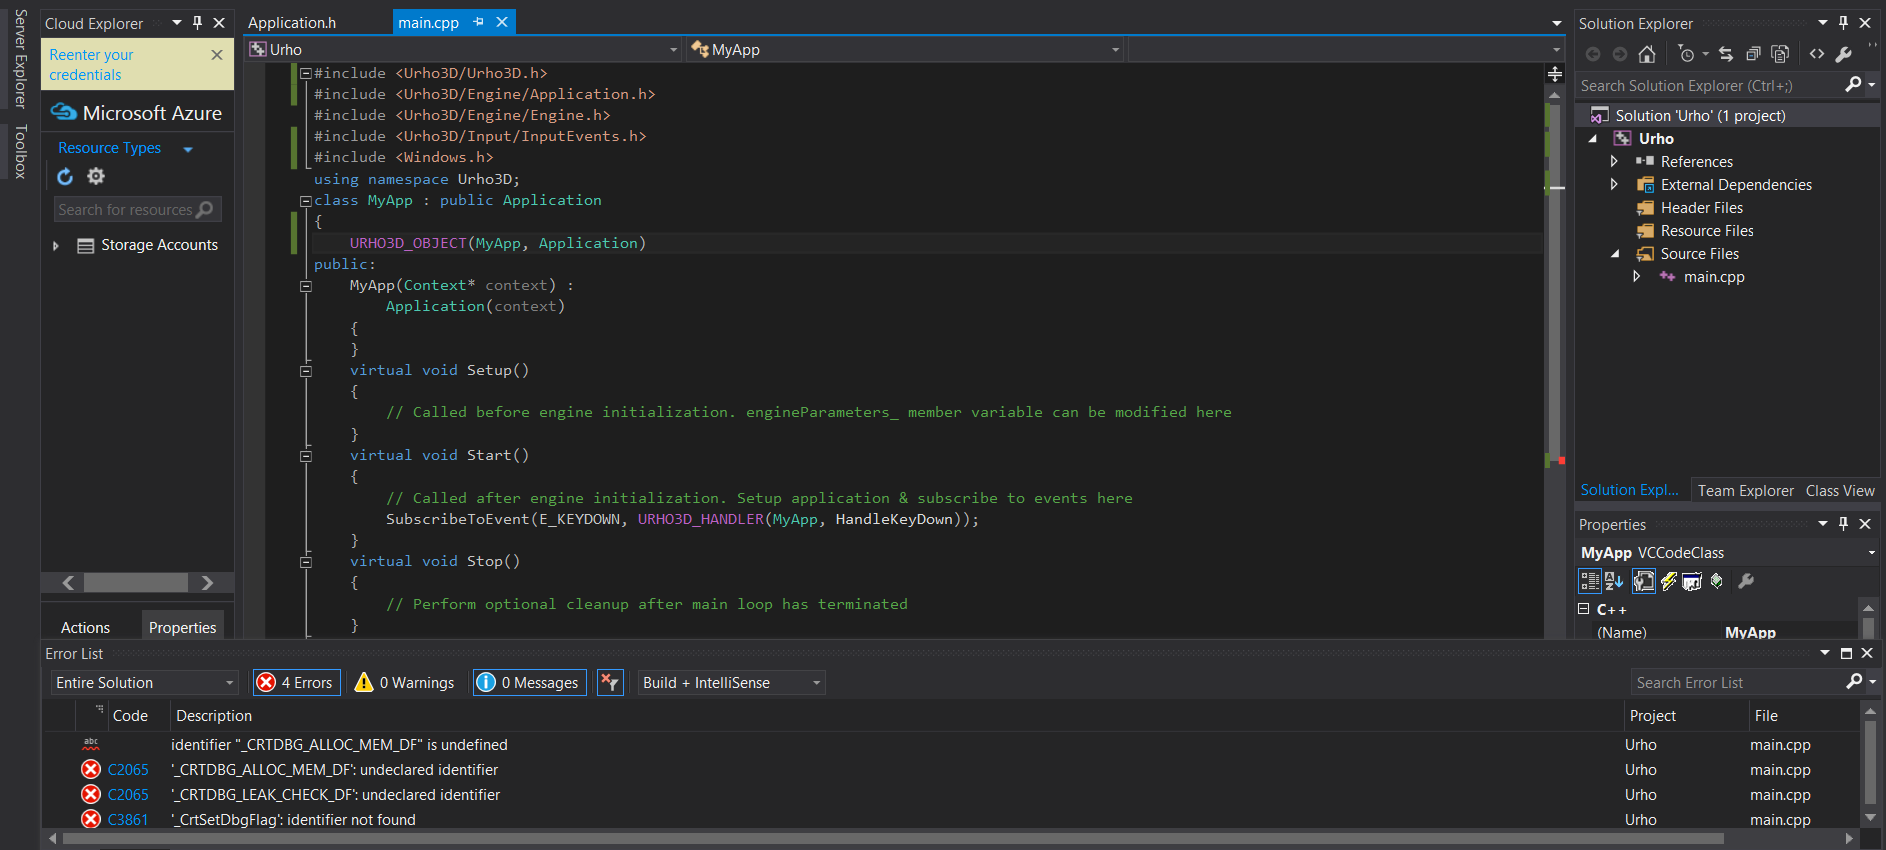 Server Explorer
Toolbox
Cloud Explorer
Reenter your
credentials
Microsoft Azure
Resource Types
Search for resources
Storage Accounts
Actions
Properties
Application.h
main.cpp
Urho
MyApp
#include <Urho3D/Urho3D.h>
#include <Urho3D/Engine/Application.h>
#include <Urho3D/Engine/Engine.h>
#include <Urho3D/Input/InputEvents.h>
#include <Windows.h>
using namespace Urho3D;
class MyApp : public Application
{
URHO3D_OBJECT(MyApp, Application)
public:
MyApp(Context* context) :
Application(context)
{
}
virtual void Setup()
{
// Called before engine initialization. engineParameters_ member variable can be modified here
}
virtual void Start()
{
// Called after engine initialization. Setup application & subscribe to events here
SubscribeToEvent(E_KEYDOWN, URHO3D_HANDLER(MyApp, HandleKeyDown));
}
virtual void Stop()
{
// Perform optional cleanup after main loop has terminated
}
Solution Explorer
Search Solution Explorer (Ctrl+;)
Solution 'Urho' (1 project)
Urho
References
External Dependencies
Header Files
Resource Files
Source Files
main.cpp
Solution Expl... Team Explorer Class View
Properties
MyApp VCCodeClass
C++
(Name) MyApp
Error List
Entire Solution 4 Errors 0 Warnings 0 Messages Build + IntelliSense Search Error List
Code Description Project File
abc identifier "_CRTDBG_ALLOC_MEM_DF" is undefined Urho main.cpp
C2065 '_CRTDBG_ALLOC_MEM_DF': undeclared identifier Urho main.cpp
C2065 '_CRTDBG_LEAK_CHECK_DF': undeclared identifier Urho main.cpp
C3861 '_CrtSetDbgFlag': identifier not found Urho main.cpp